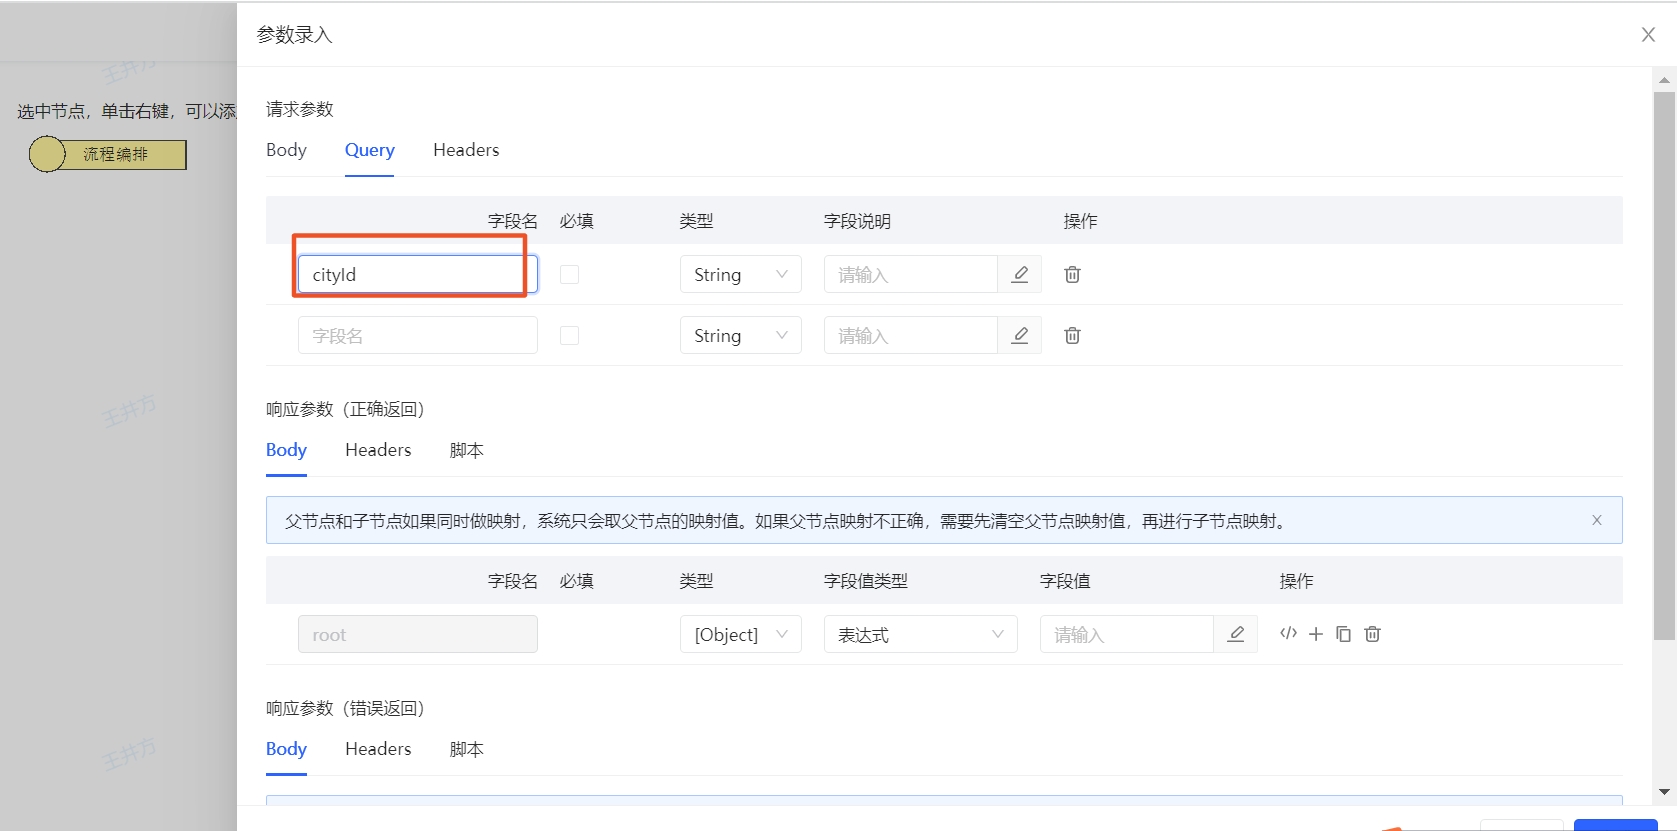 参数录入
王井方
选中节点，单击右键，可以添
流程编排
请求参数
Body Query Headers
字段名 必填 类型 字段说明 操作
cityId String 请输入
字段名 String 请输入
王井方
响应参数（正确返回）
Body Headers 脚本
父节点和子节点如果同时做映射，系统只会取父节点的映射值。如果父节点映射不正确，需要先清空父节点映射值，再进行子节点映射。
字段名 必填 类型 字段值类型 字段值 操作
root [Object] 表达式 请输入
响应参数（错误返回）
Body Headers 脚本
王井方